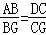 AB/BG = DC/CG